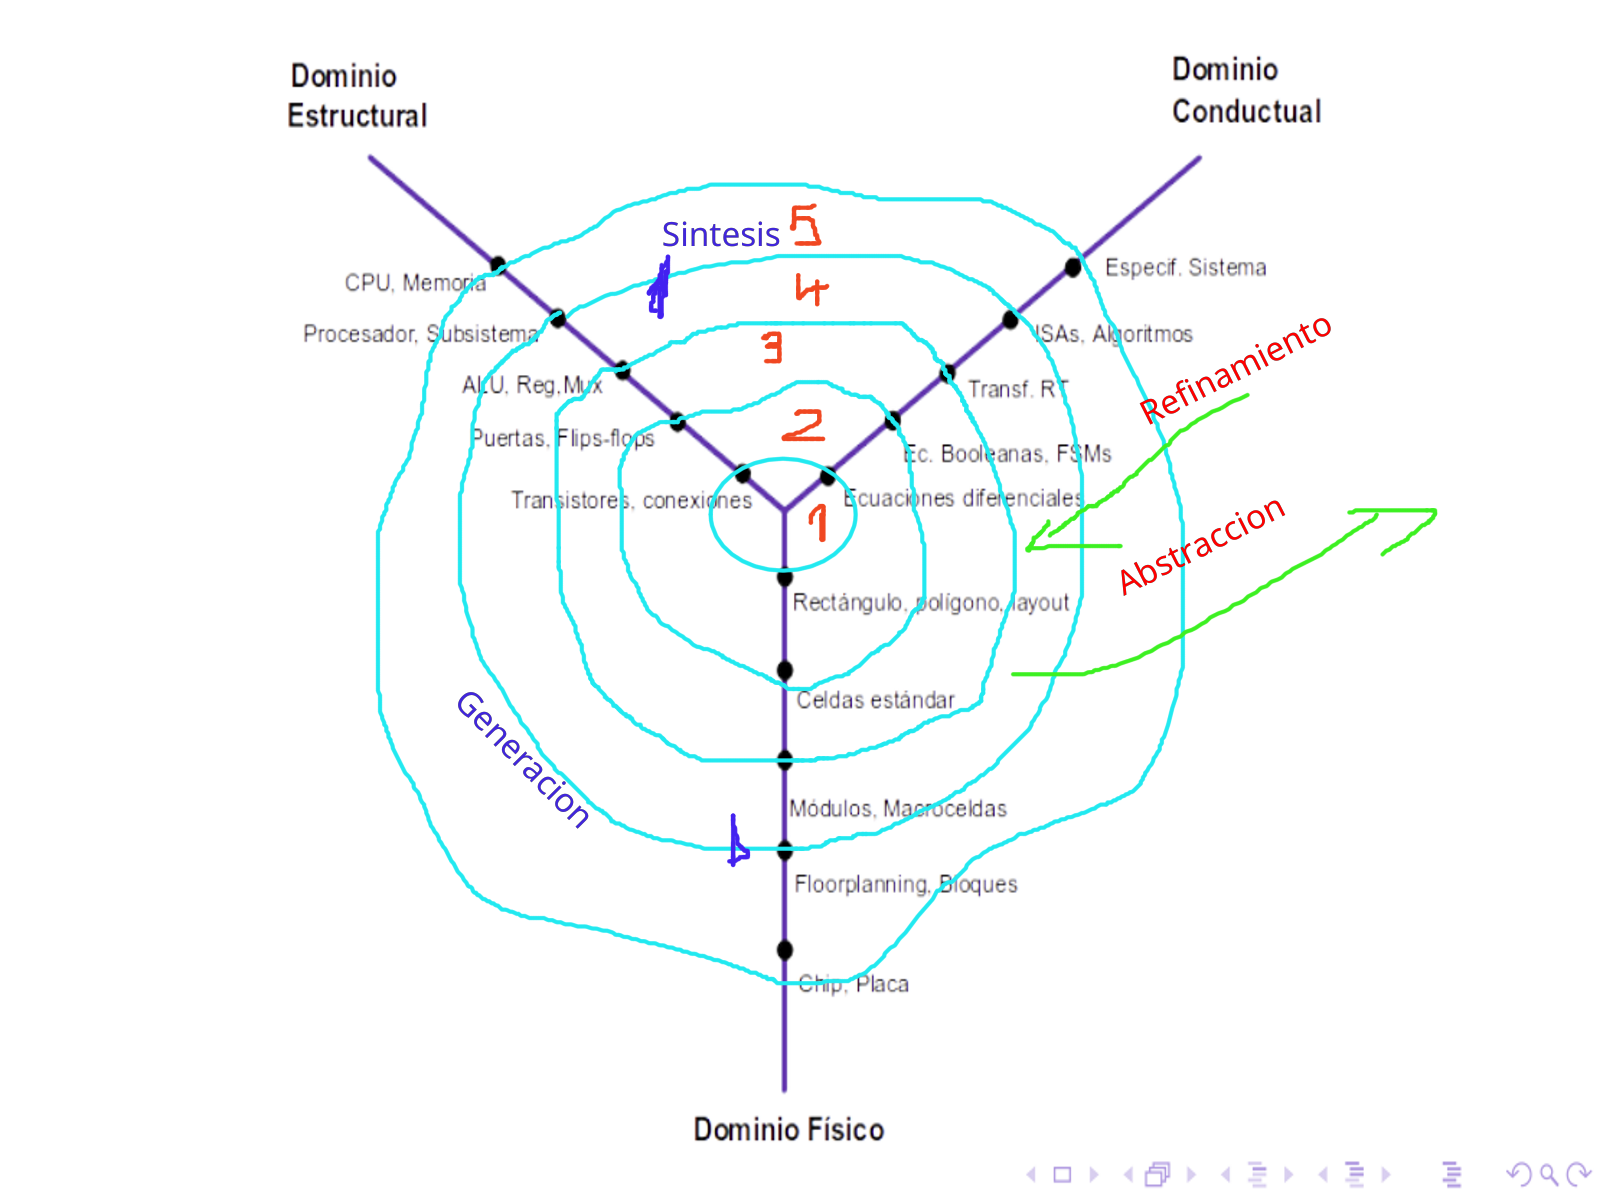 Dominio
Estructural
Dominio
Conductual
Sintesis 5
4
3
2
1
CPU, Memoria
Especif. Sistema
Procesador, Subsistema
ISAs, Algoritmos
ALU, Reg,Mux
Transf. RT
Refinamiento
Puertas, Flips-flops
Ec. Booleanas, FSMs
Transistores, conexiones
Ecuaciones diferenciales
Abstraccion
Rectángulo, polígono, layout
Celdas estándar
Generacion
Módulos, Macroceldas
Floorplanning, Bloques
Chip, Placa
Dominio Físico